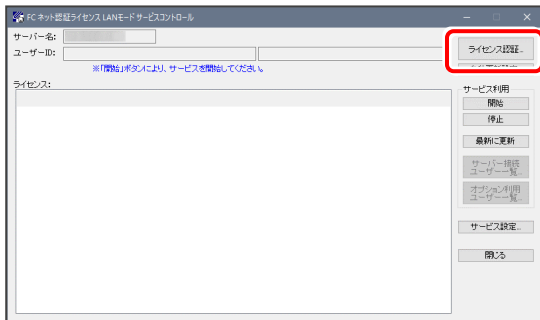 FC ネット認証ライセンス LANモード サービスコントロール
サーバー名:
ライセンス認証...
ユーザーID:
※「開始」ボタンにより、サービスを開始してください。
ライセンス:
サービス利用
開始
停止
最新に更新
サーバー接続
ユーザー一覧...
オプション利用
ユーザー一覧...
サービス設定...
閉じる